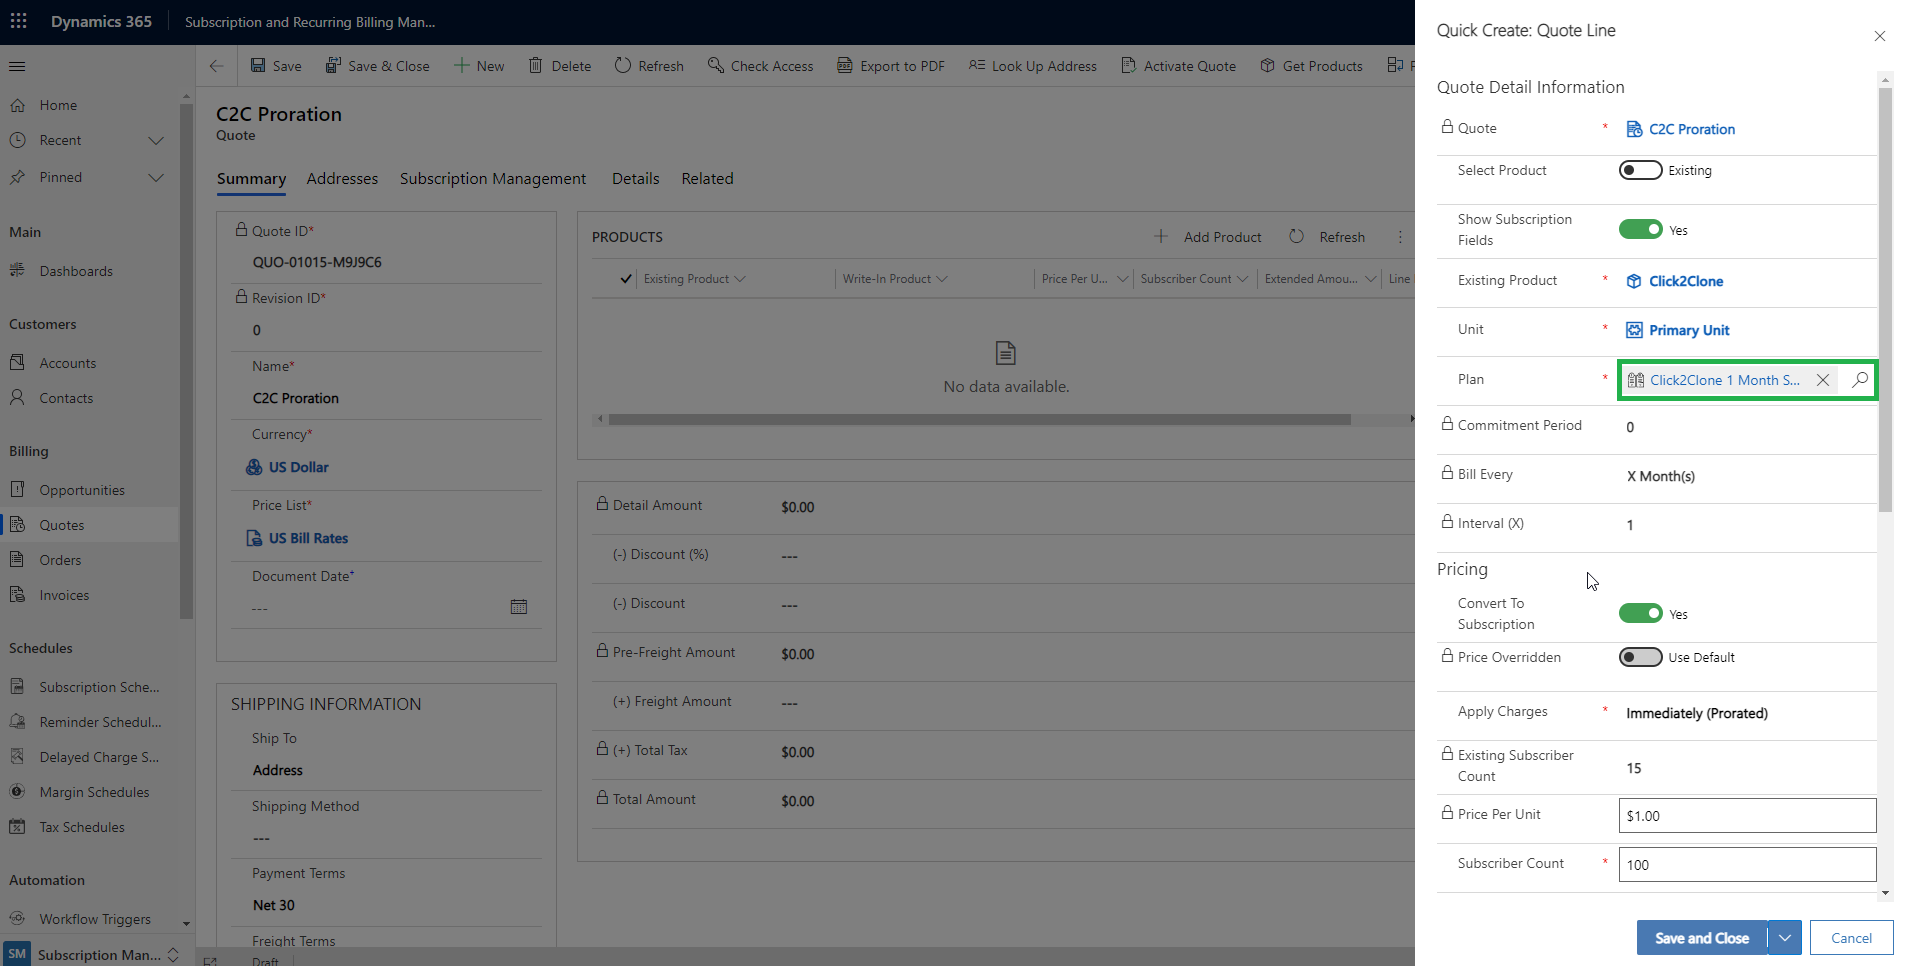 Dynamics 365
Subscription and Recurring Billing Man...
Home
Recent
Pinned
Main
Dashboards
Customers
Accounts
Contacts
Billing
Opportunities
Quotes
Orders
Invoices
Schedules
Subscription Sche...
Reminder Schedul...
Delayed Charge S...
Margin Schedules
Tax Schedules
Automation
Workflow Triggers
SM Subscription Man...
Save
Save & Close
New
Delete
Refresh
Check Access
Export to PDF
Look Up Address
Activate Quote
Get Products
C2C Proration
Quote
Summary
Addresses
Subscription Management
Details
Related
Quote ID*
QUO-01015-M9J9C6
Revision ID*
0
Name*
C2C Proration
Currency*
US Dollar
Price List*
US Bill Rates
Document Date+
---
SHIPPING INFORMATION
Ship To
Address
Shipping Method
---
Payment Terms
Net 30
Freight Terms
Draft
PRODUCTS
Add Product
Refresh
Existing Product
Write-In Product
Price Per U...
Subscriber Count
Extended Amou...
Line
No data available.
Detail Amount
$0.00
(-) Discount (%)
---
(-) Discount
---
Pre-Freight Amount
$0.00
(+) Freight Amount
---
(+) Total Tax
$0.00
Total Amount
$0.00
Quick Create: Quote Line
Quote Detail Information
Quote *
C2C Proration
Select Product
Existing
Show Subscription
Fields
Yes
Existing Product *
Click2Clone
Unit *
Primary Unit
Plan *
Click2Clone 1 Month S...
Commitment Period
0
Bill Every
X Month(s)
Interval (X)
1
Pricing
Convert To
Subscription
Yes
Price Overridden
Use Default
Apply Charges *
Immediately (Prorated)
Existing Subscriber
Count
15
Price Per Unit
$1.00
Subscriber Count *
100
Save and Close
Cancel